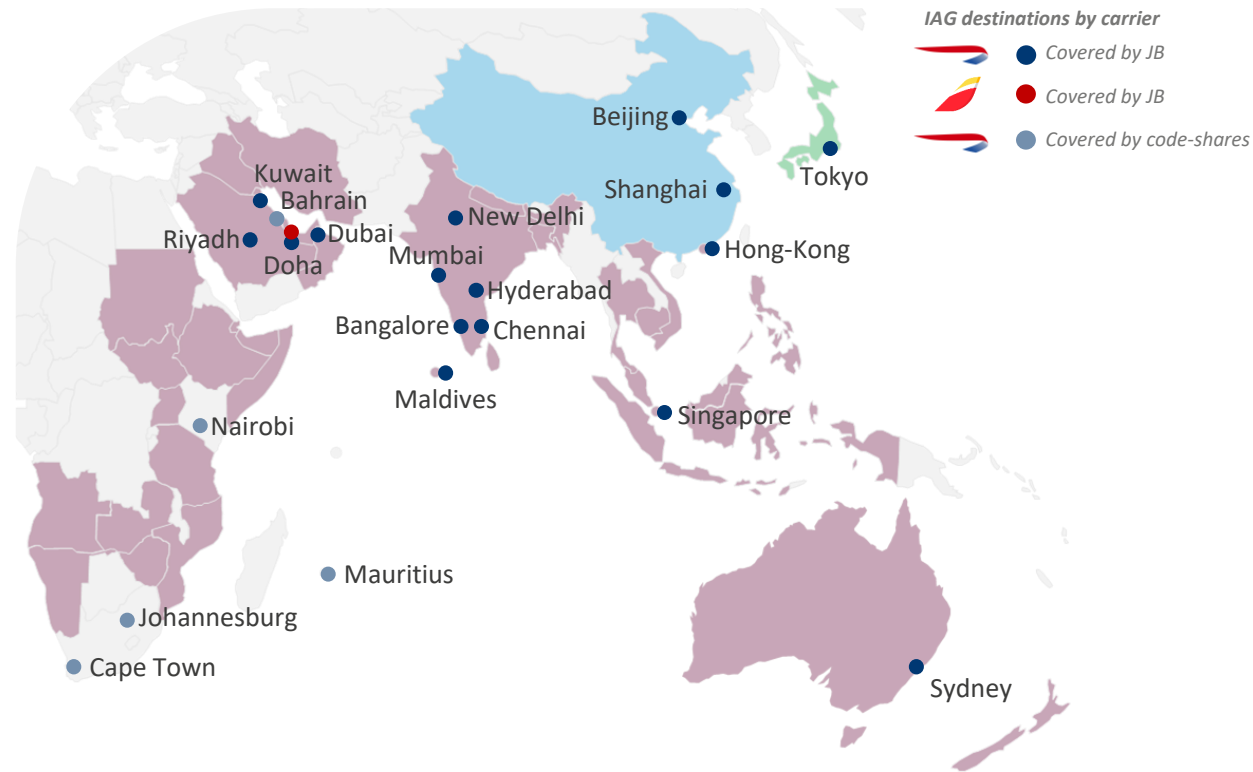 IAG destinations by carrier
Covered by JB
Covered by JB
Covered by code-shares
Beijing
Tokyo
Kuwait
Shanghai
Bahrain
New Delhi
Riyadh
Dubai
Doha
Mumbai
Hong-Kong
Hyderabad
Bangalore
Chennai
Maldives
Singapore
Nairobi
Mauritius
Johannesburg
Cape Town
Sydney